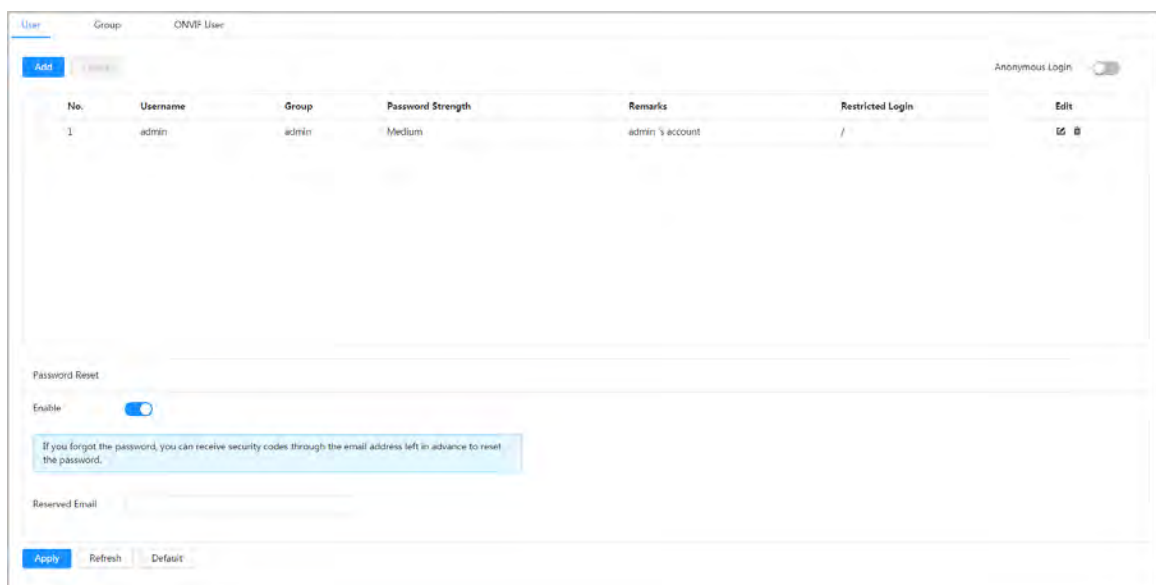 User Group ONVIF User
Add
Anonymous Login
No. Username Group Password Strength Remarks Restricted Login Edit
1 admin admin Medium admin 's account /
Password Reset
Enable
If you forgot the password, you can receive security codes through the email address left in advance to reset
the password.
Reserved Email
Apply Refresh Default